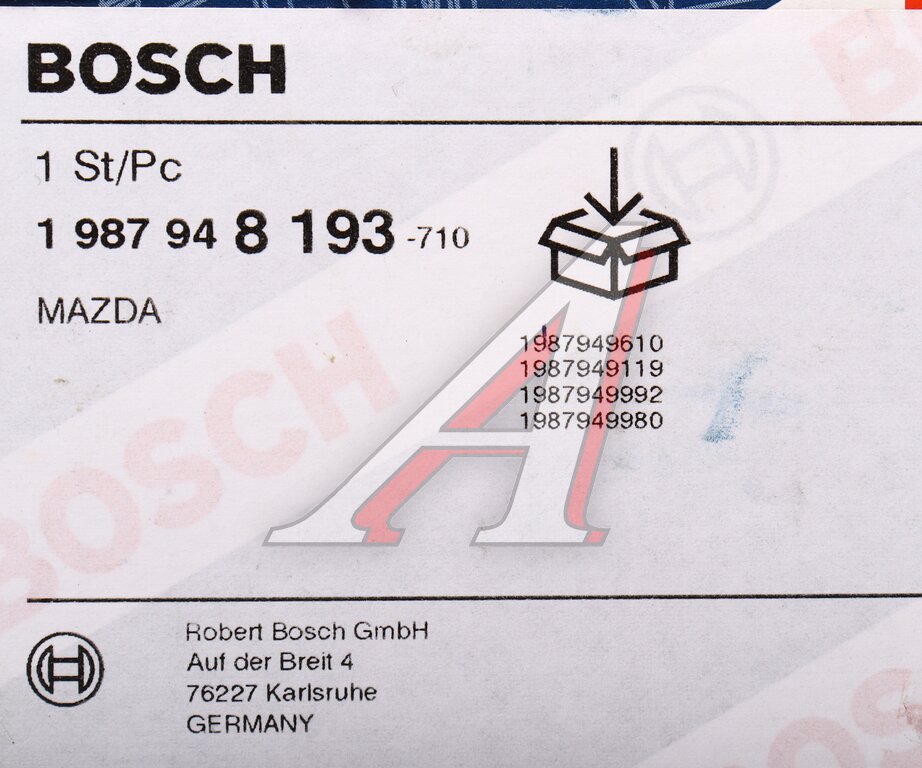 BOSCH
1 St/Pc
1 987 94 8 193 -710
MAZDA
1987949610
1987949119
1987949992
1987949980
BOSCH
Robert Bosch GmbH
Auf der Breit 4
76227 Karlsruhe
GERMANY